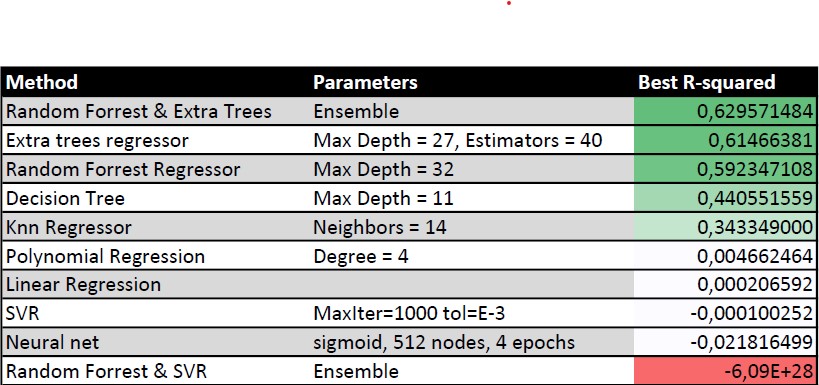 Method Parameters Best R-squared
Random Forrest & Extra Trees Ensemble 0,629571484
Extra trees regressor Max Depth = 27, Estimators = 40 0,61466381
Random Forrest Regressor Max Depth = 32 0,592347108
Decision Tree Max Depth = 11 0,440551559
Knn Regressor Neighbors = 14 0,343349000
Polynomial Regression Degree = 4 0,004662464
Linear Regression 0,000206592
SVR MaxIter=1000 tol=E-3 -0,000100252
Neural net sigmoid, 512 nodes, 4 epochs -0,021816499
Random Forrest & SVR Ensemble -6,09E+28